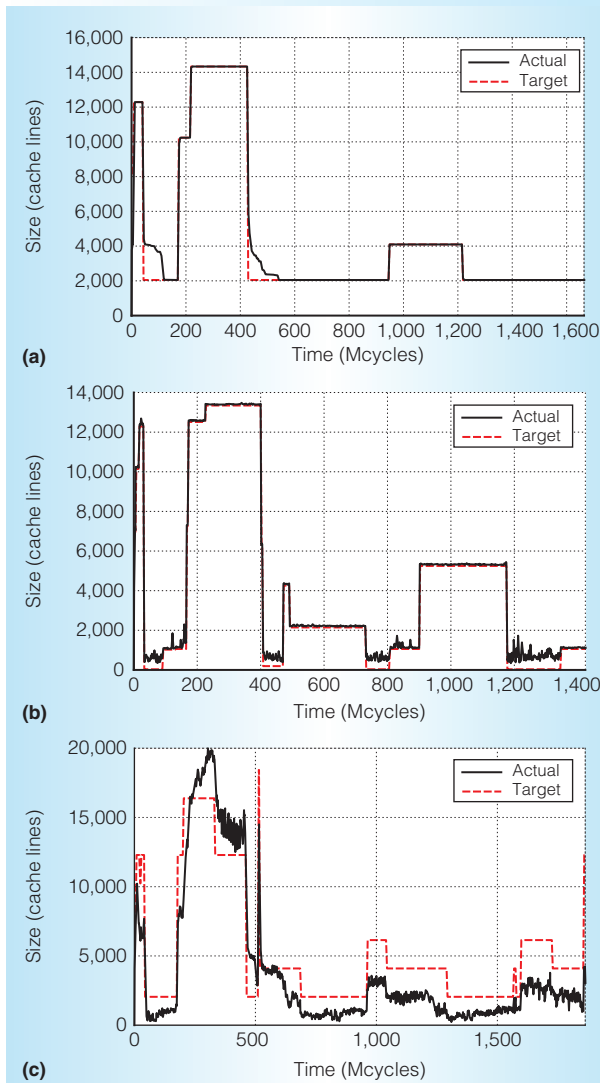 16,000
14,000
12,000
10,000
8,000
6,000
4,000
2,000
0
Size (cache lines)
Actual
Target
0 200 400 600 800 1,000 1,200 1,400 1,600
Time (Mcycles)
(a)
14,000
12,000
10,000
8,000
6,000
4,000
2,000
0
Size (cache lines)
Actual
Target
0 200 400 600 800 1,000 1,200 1,400
Time (Mcycles)
(b)
20,000
15,000
10,000
5,000
0
Size (cache lines)
Actual
Target
0 500 1,000 1,500
Time (Mcycles)
(c)